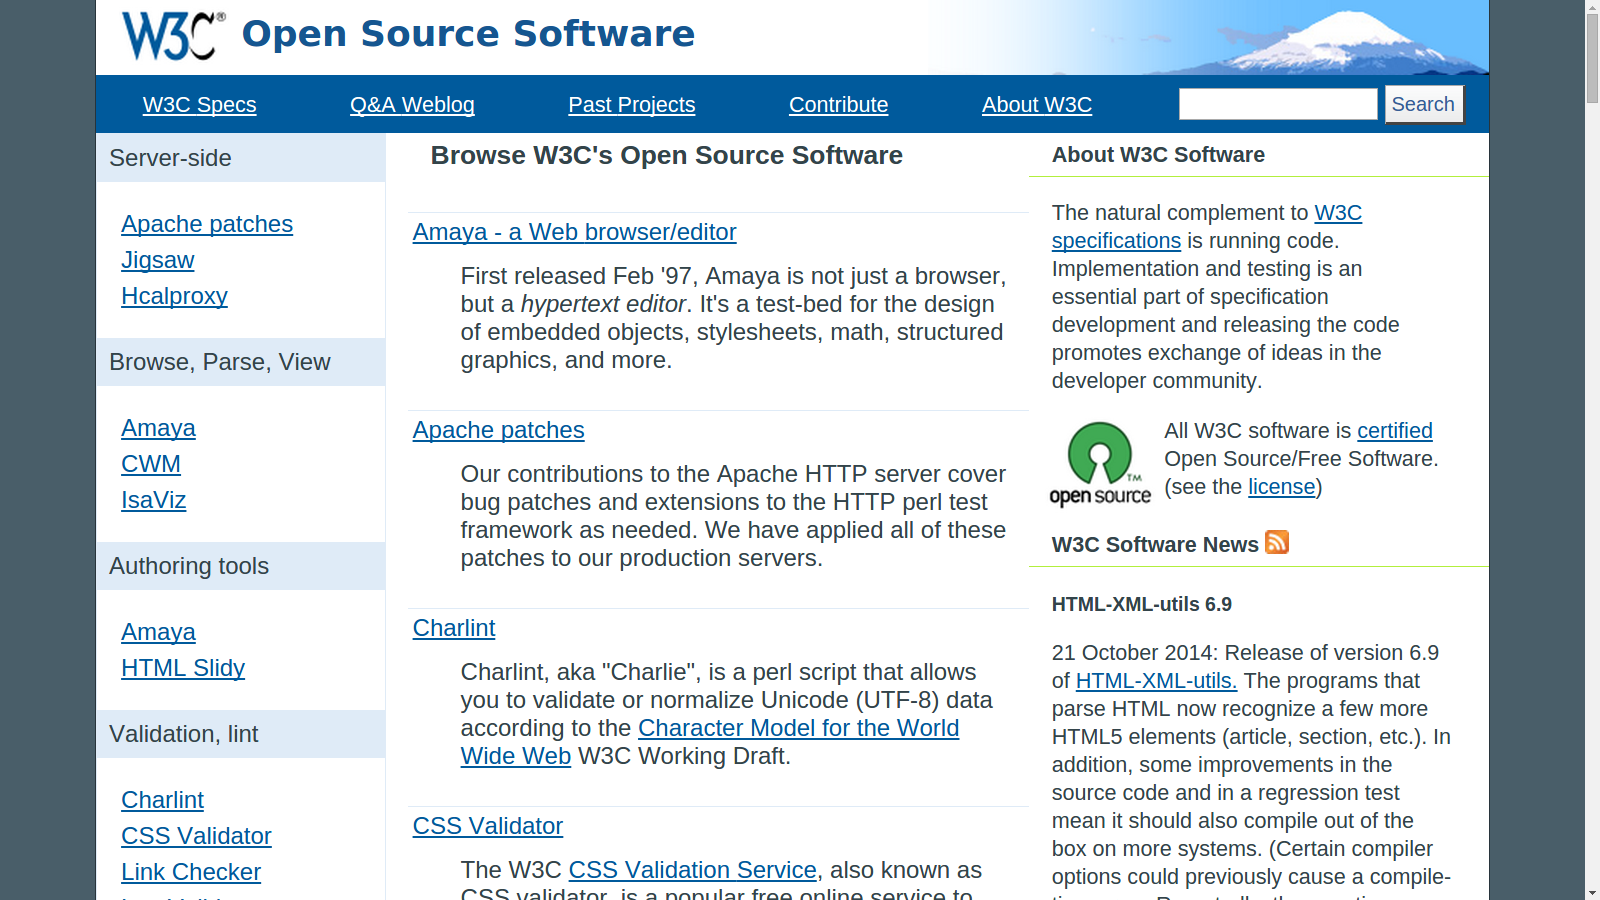 W3C® Open Source Software
W3C Specs
Q&A Weblog
Past Projects
Contribute
About W3C
Search
Server-side
Apache patches
Jigsaw
Hcalproxy
Browse, Parse, View
Amaya
CWM
IsaViz
Authoring tools
Amaya
HTML Slidy
Validation, lint
Charlint
CSS Validator
Link Checker
Browse W3C's Open Source Software
Amaya - a Web browser/editor
First released Feb '97, Amaya is not just a browser,
but a hypertext editor. It's a test-bed for the design
of embedded objects, stylesheets, math, structured
graphics, and more.
Apache patches
Our contributions to the Apache HTTP server cover
bug patches and extensions to the HTTP perl test
framework as needed. We have applied all of these
patches to our production servers.
Charlint
Charlint, aka "Charlie", is a perl script that allows
you to validate or normalize Unicode (UTF-8) data
according to the Character Model for the World
Wide Web W3C Working Draft.
CSS Validator
The W3C CSS Validation Service, also known as
CSS validator, is a popular free online service to
About W3C Software
The natural complement to W3C
specifications is running code.
Implementation and testing is an
essential part of specification
development and releasing the code
promotes exchange of ideas in the
developer community.
open source TM
All W3C software is certified
Open Source/Free Software.
(see the license)
W3C Software News
HTML-XML-utils 6.9
21 October 2014: Release of version 6.9
of HTML-XML-utils. The programs that
parse HTML now recognize a few more
HTML5 elements (article, section, etc.). In
addition, some improvements in the
source code and in a regression test
mean it should also compile out of the
box on more systems. (Certain compiler
options could previously cause a compile-